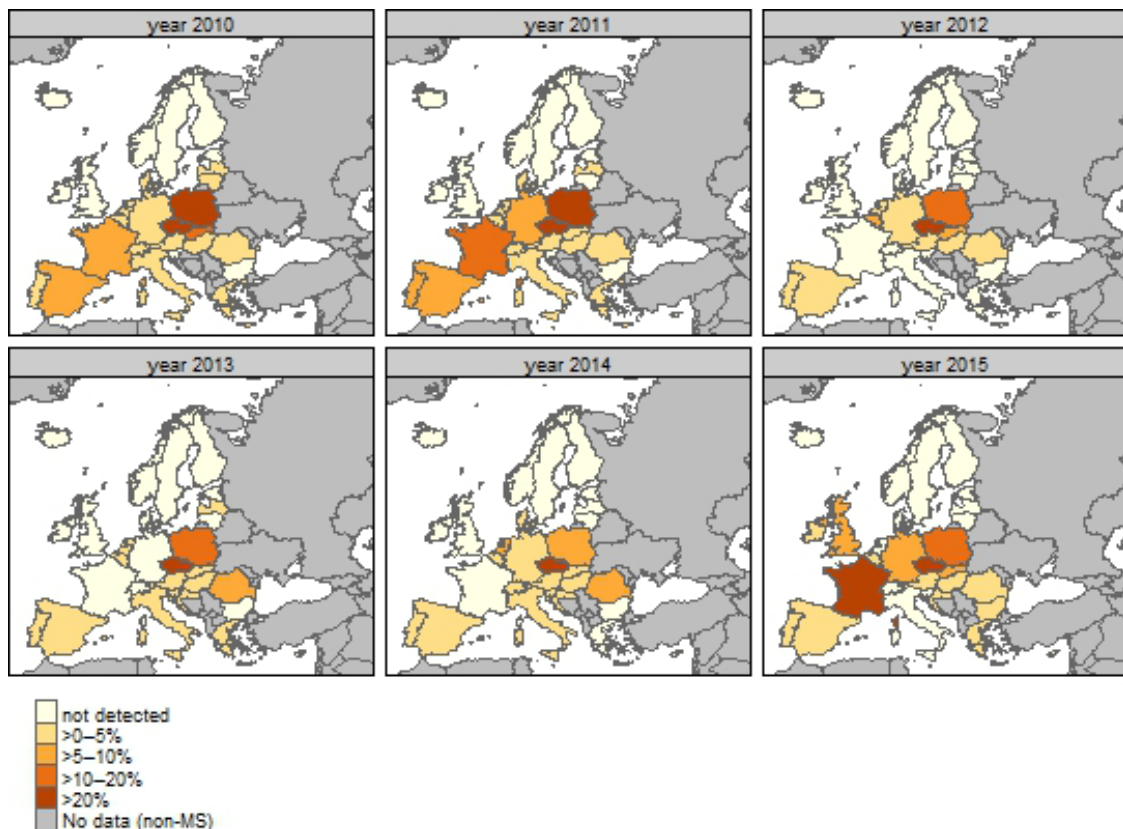 year 2010
year 2011
year 2012
year 2013
year 2014
year 2015
not detected
>0–5%
>5–10%
>10–20%
>20%
No data (non-MS)